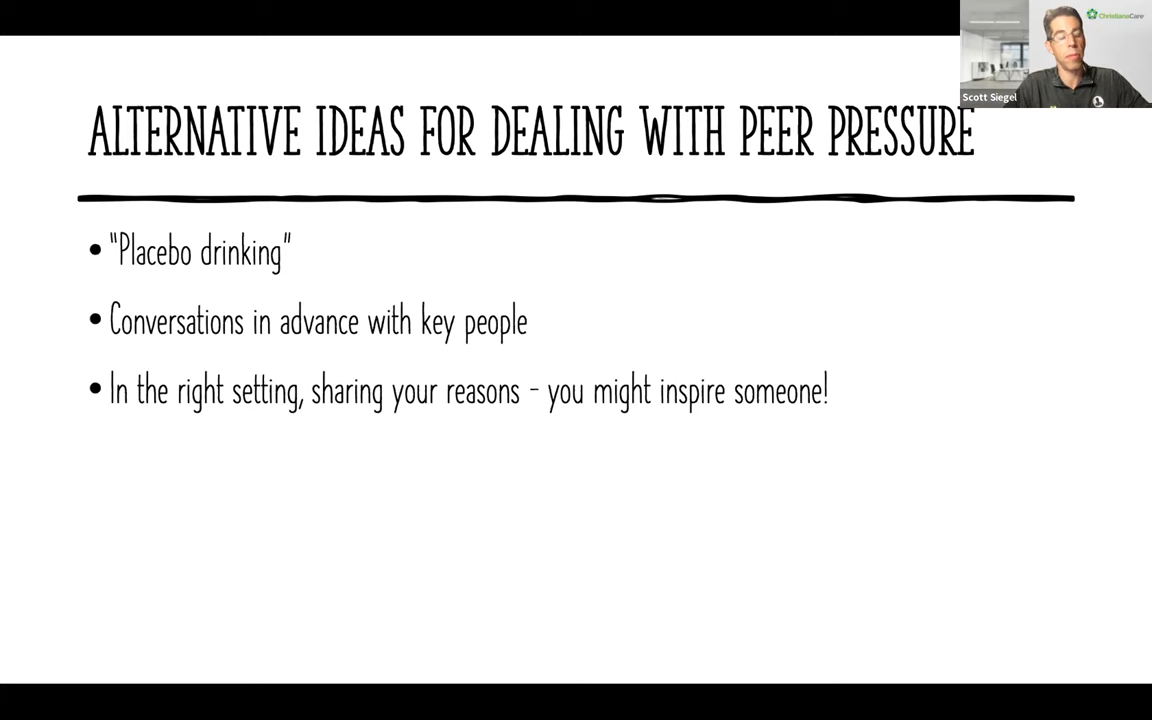 ChristianaCare
Scott Siegel
ALTERNATIVE IDEAS FOR DEALING WITH PEER PRESSURE
• "Placebo drinking"
• Conversations in advance with key people
• In the right setting, sharing your reasons - you might inspire someone!